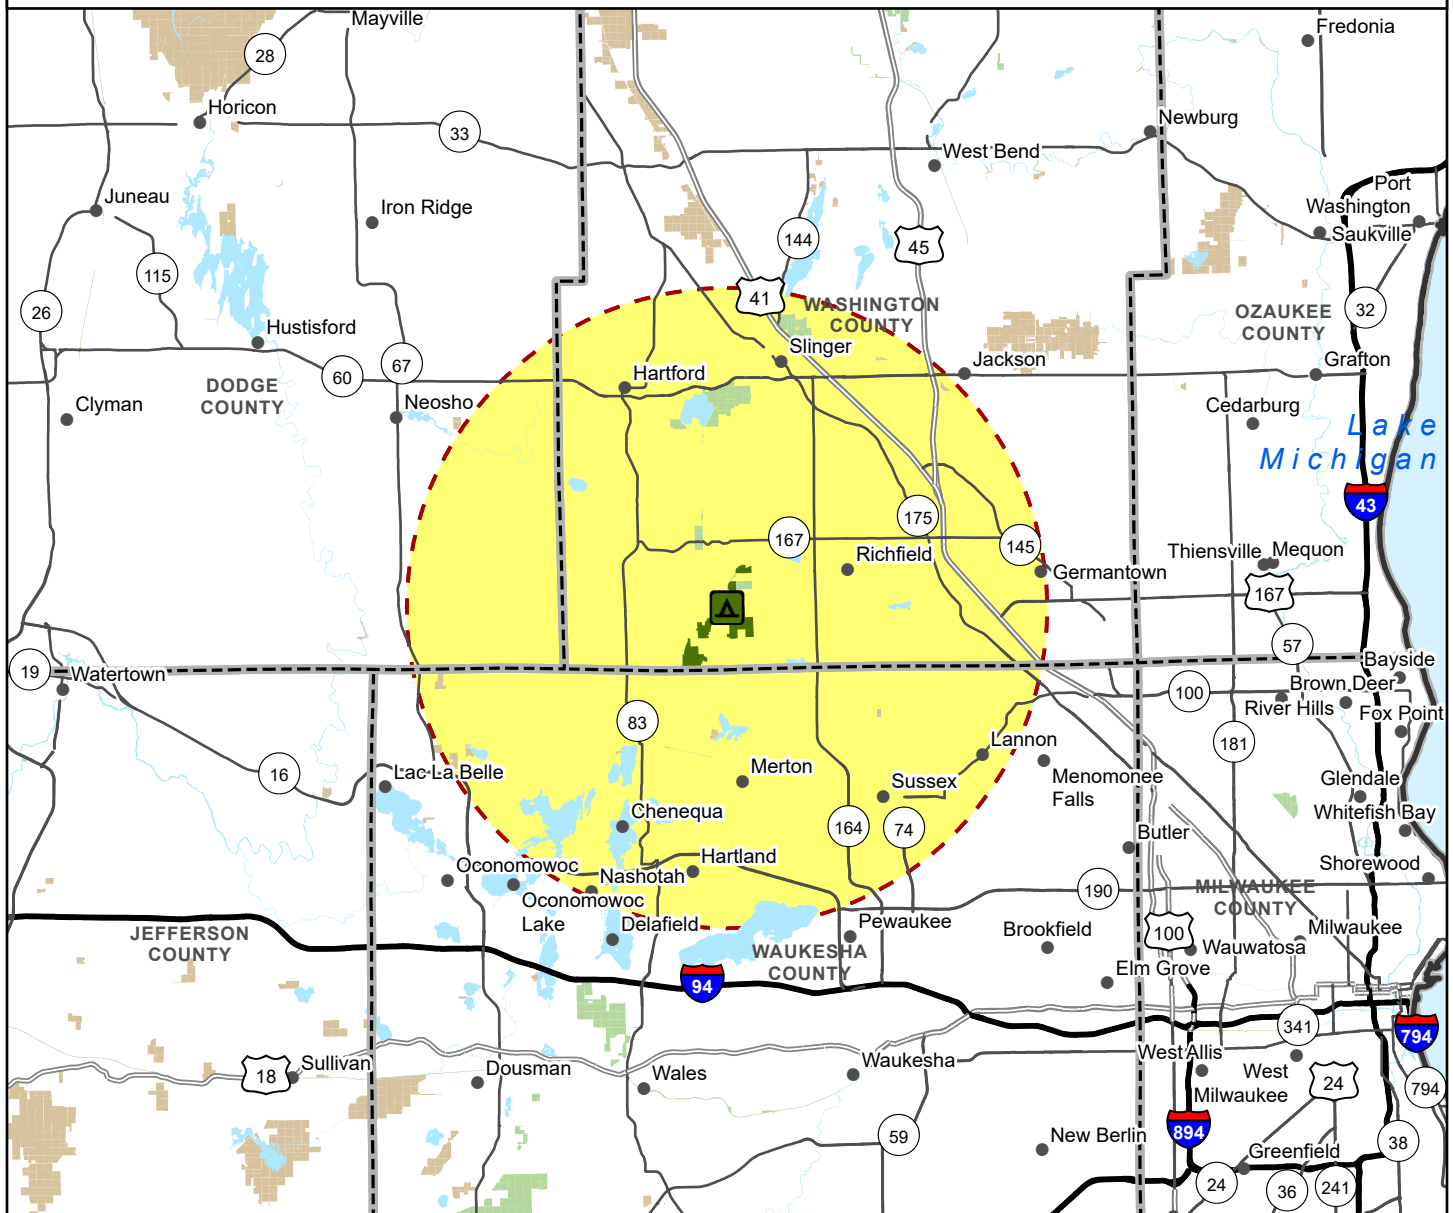 Mayville
Fredonia
28
Horicon
Newburg
33
West Bend
Port
Washington
Juneau
Iron Ridge
Saukville
144
45
115
41
WASHINGTON
COUNTY
26
OZAUKEE
COUNTY
32
Hustisford
Slinger
Jackson
Grafton
67
60
Hartford
DODGE
COUNTY
Clyman
Neosho
Cedarburg
Lake
Michigan
43
175
167
145
Richfield
Thiensville
Mequon
Germantown
167
57
19
Watertown
Bayside
Brown Deer
100
River Hills
Fox Point
83
181
Lannon
16
Lac La Belle
Merton
Sussex
Menomonee
Falls
Glendale
Whitefish Bay
Chenequa
164
74
Butler
Hartland
Oconomowoc
Nashotah
Shorewood
190
MILWAUKEE
COUNTY
Oconomowoc
Lake
Delafield
Pewaukee
Brookfield
100
Milwaukee
JEFFERSON
COUNTY
WAUKESHA
COUNTY
Wauwatosa
Elm Grove
94
341
794
Sullivan
18
Dousman
Wales
Waukesha
West Allis
West
Milwaukee
24
794
59
New Berlin
894
38
Greenfield
24
36
241